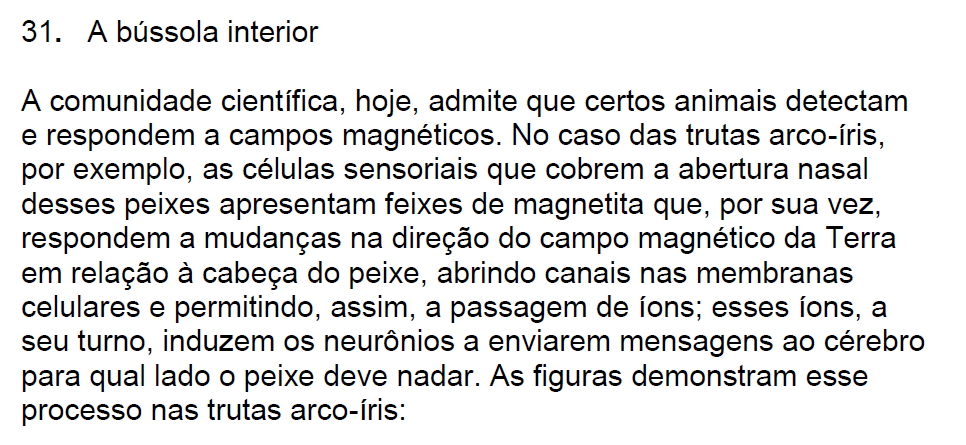 31. A bússola interior
A comunidade científica, hoje, admite que certos animais detectam
e respondem a campos magnéticos. No caso das trutas arco-íris,
por exemplo, as células sensoriais que cobrem a abertura nasal
desses peixes apresentam feixes de magnetita que, por sua vez,
respondem a mudanças na direção do campo magnético da Terra
em relação à cabeça do peixe, abrindo canais nas membranas
celulares e permitindo, assim, a passagem de íons; esses íons, a
seu turno, induzem os neurônios a enviarem mensagens ao cérebro
para qual lado o peixe deve nadar. As figuras demonstram esse
processo nas trutas arco-íris: